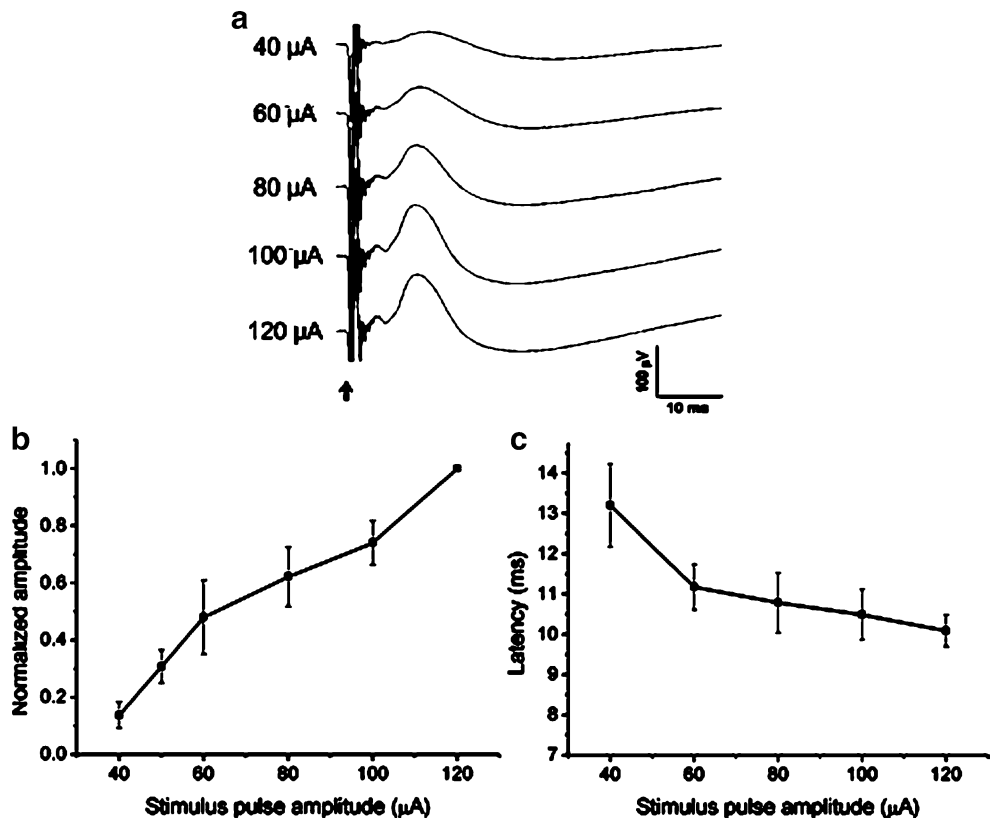 a
40 µA
60 µA
80 µA
100 µA
120 µA
100 µV
10 ms
b
1.0
0.8
0.6
0.4
0.2
0.0
Normalized amplitude
40 60 80 100 120
Stimulus pulse amplitude (µA)
c
14
13
12
11
10
9
8
7
Latency (ms)
40 60 80 100 120
Stimulus pulse amplitude (µA)